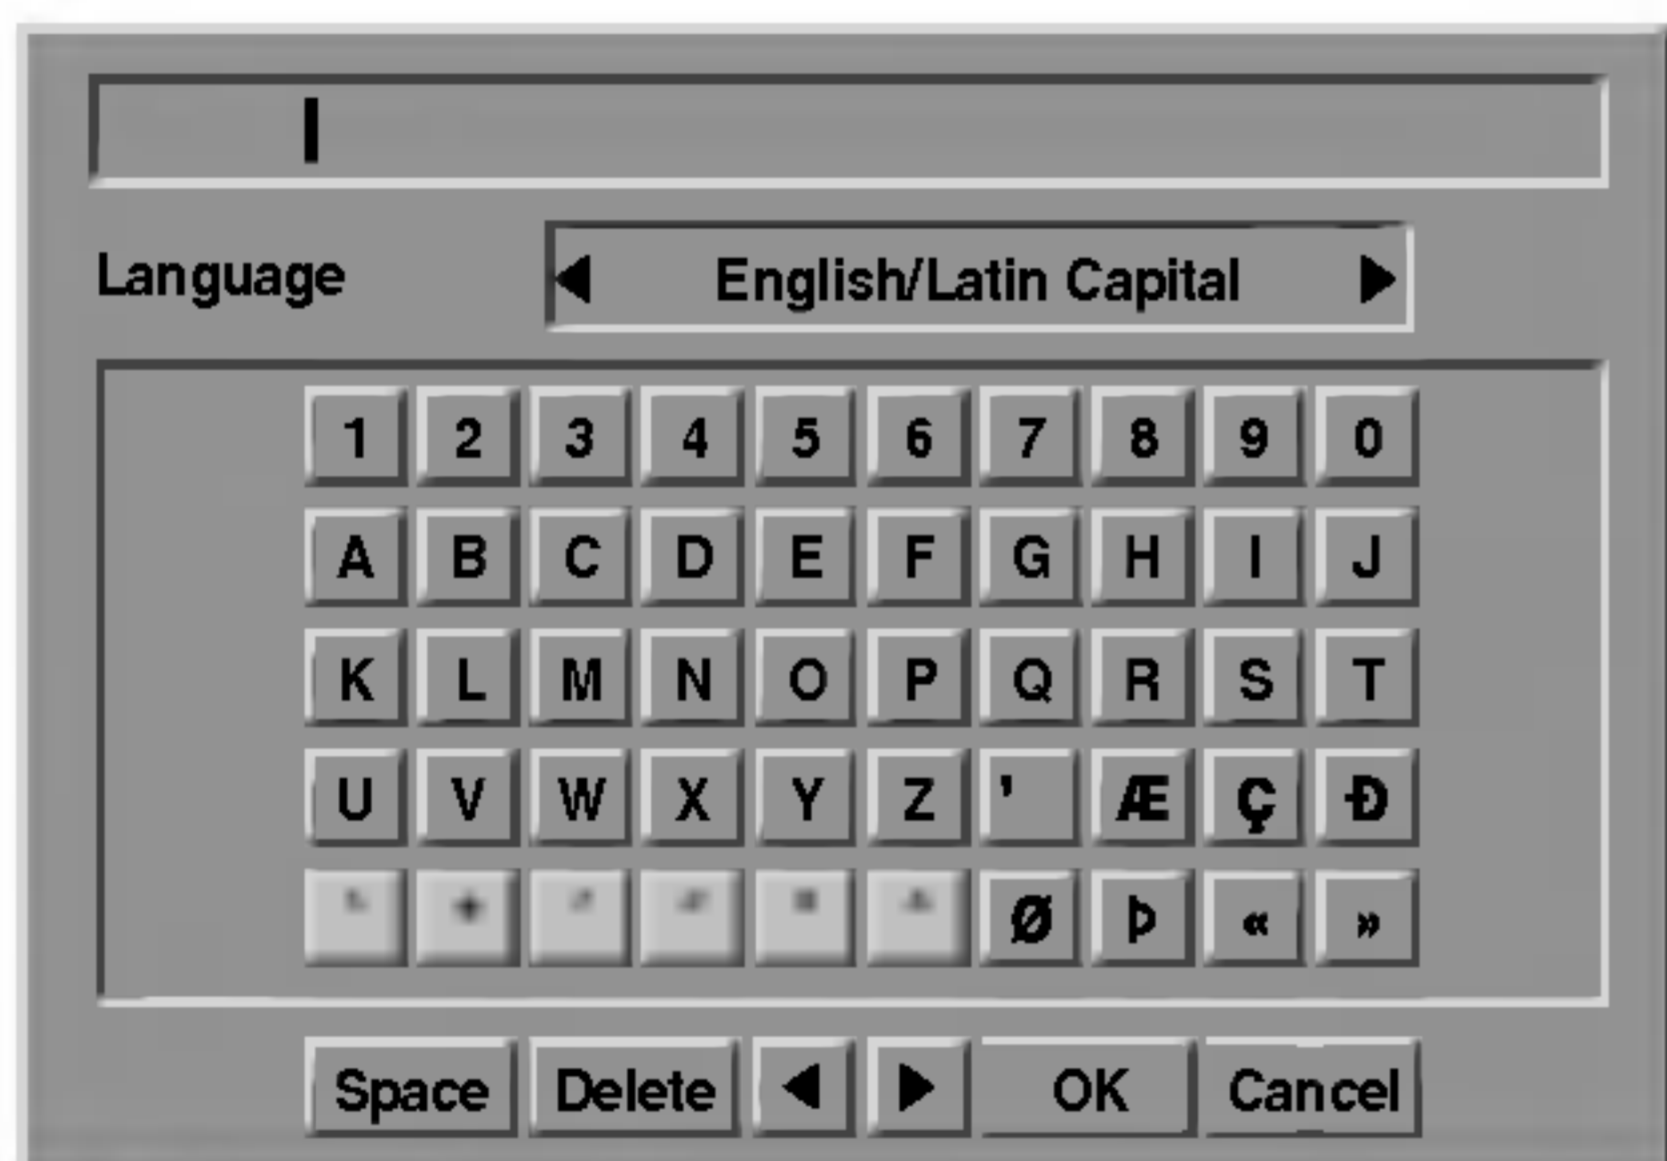 Language ◀ English/Latin Capital ▶
1 2 3 4 5 6 7 8 9 0
A B C D E F G H I J
K L M N O P Q R S T
U V W X Y Z ' Æ Ç Ð
Ø Þ « »
Space Delete ◀ ▶ OK Cancel